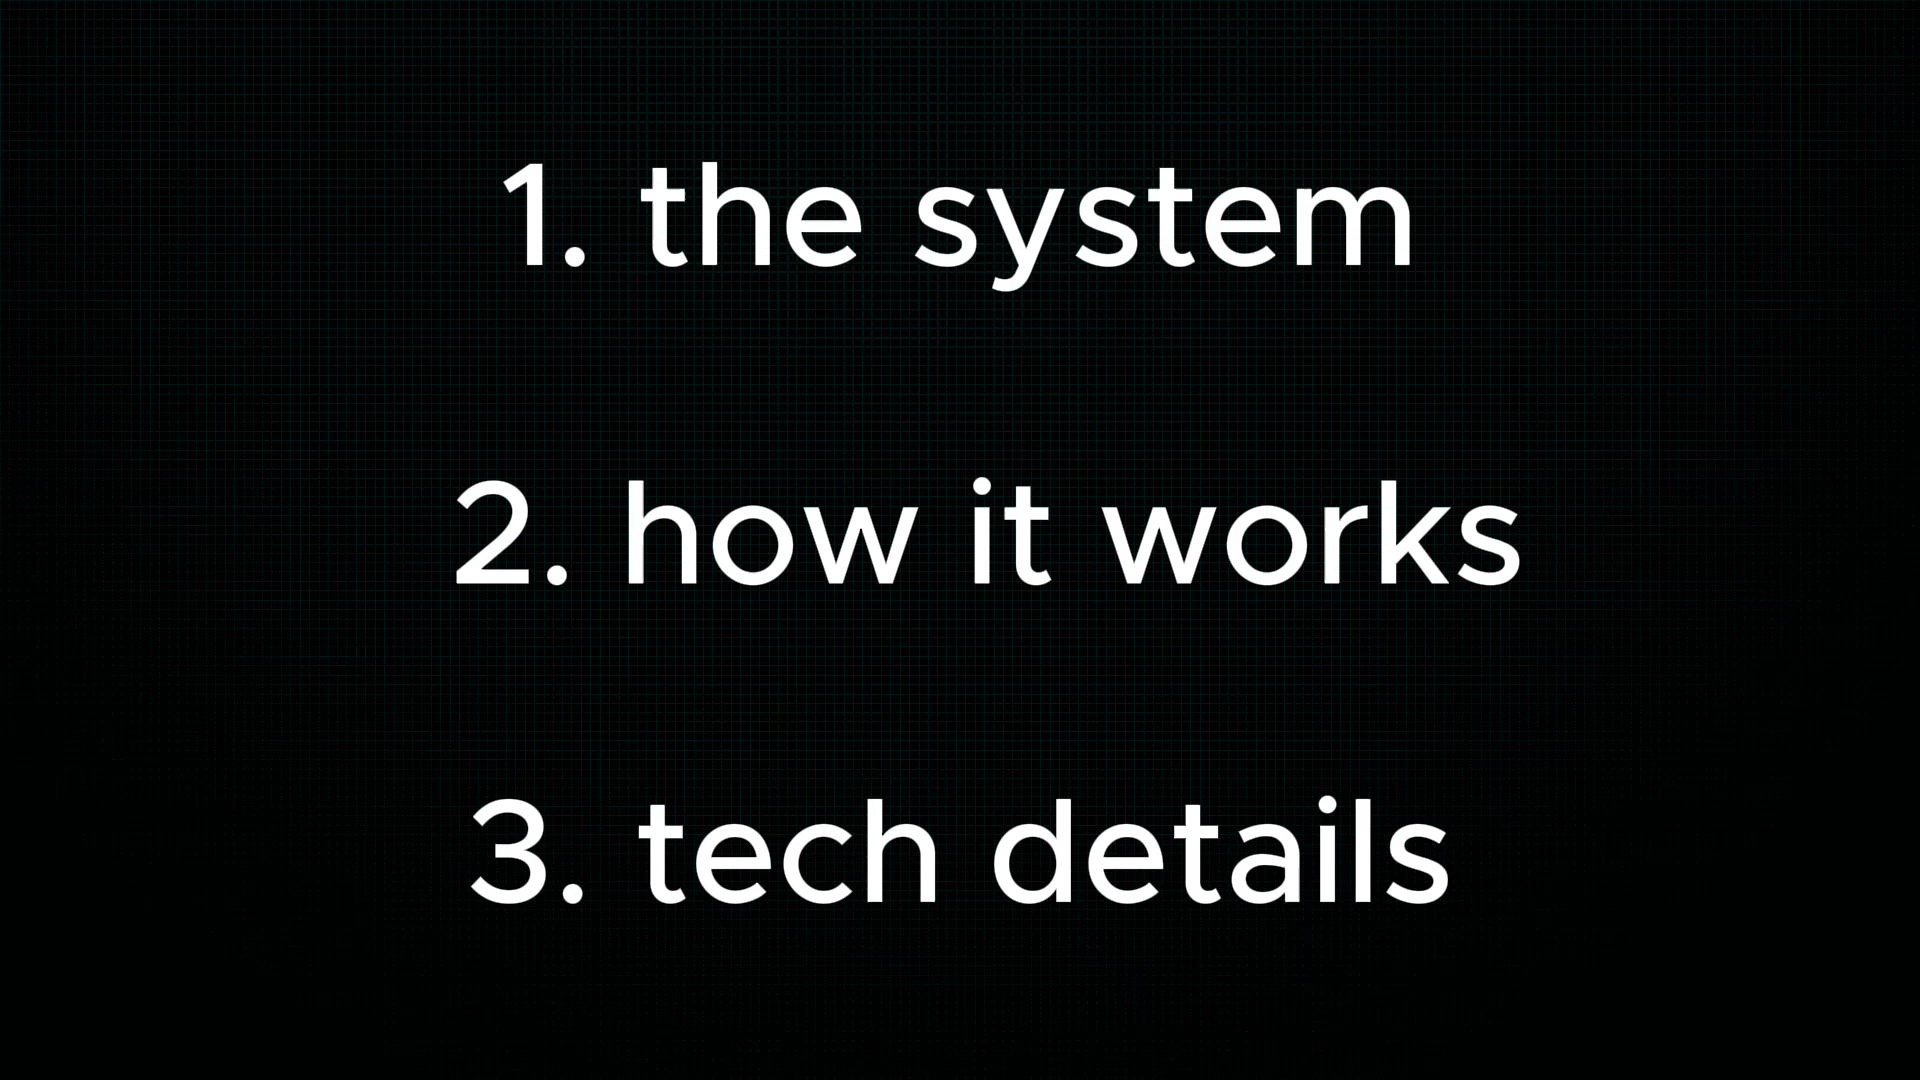 1. the system
2. how it works
3. tech details